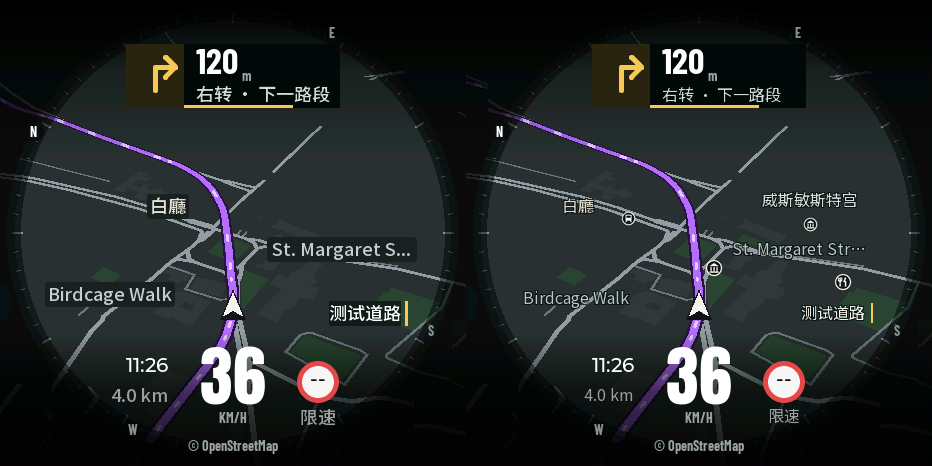 E
120 m
右转 · 下一路段
N
白廳
St. Margaret S...
Birdcage Walk
测试道路
S
11:26
36
--
4.0 km
KM/H
限速
W
© OpenStreetMap
E
120 m
右转 · 下一路段
N
威斯敏斯特宫
白廳
St. Margaret Str...
Birdcage Walk
测试道路
S
11:26
36
--
4.0 km
KM/H
限速
W
© OpenStreetMap